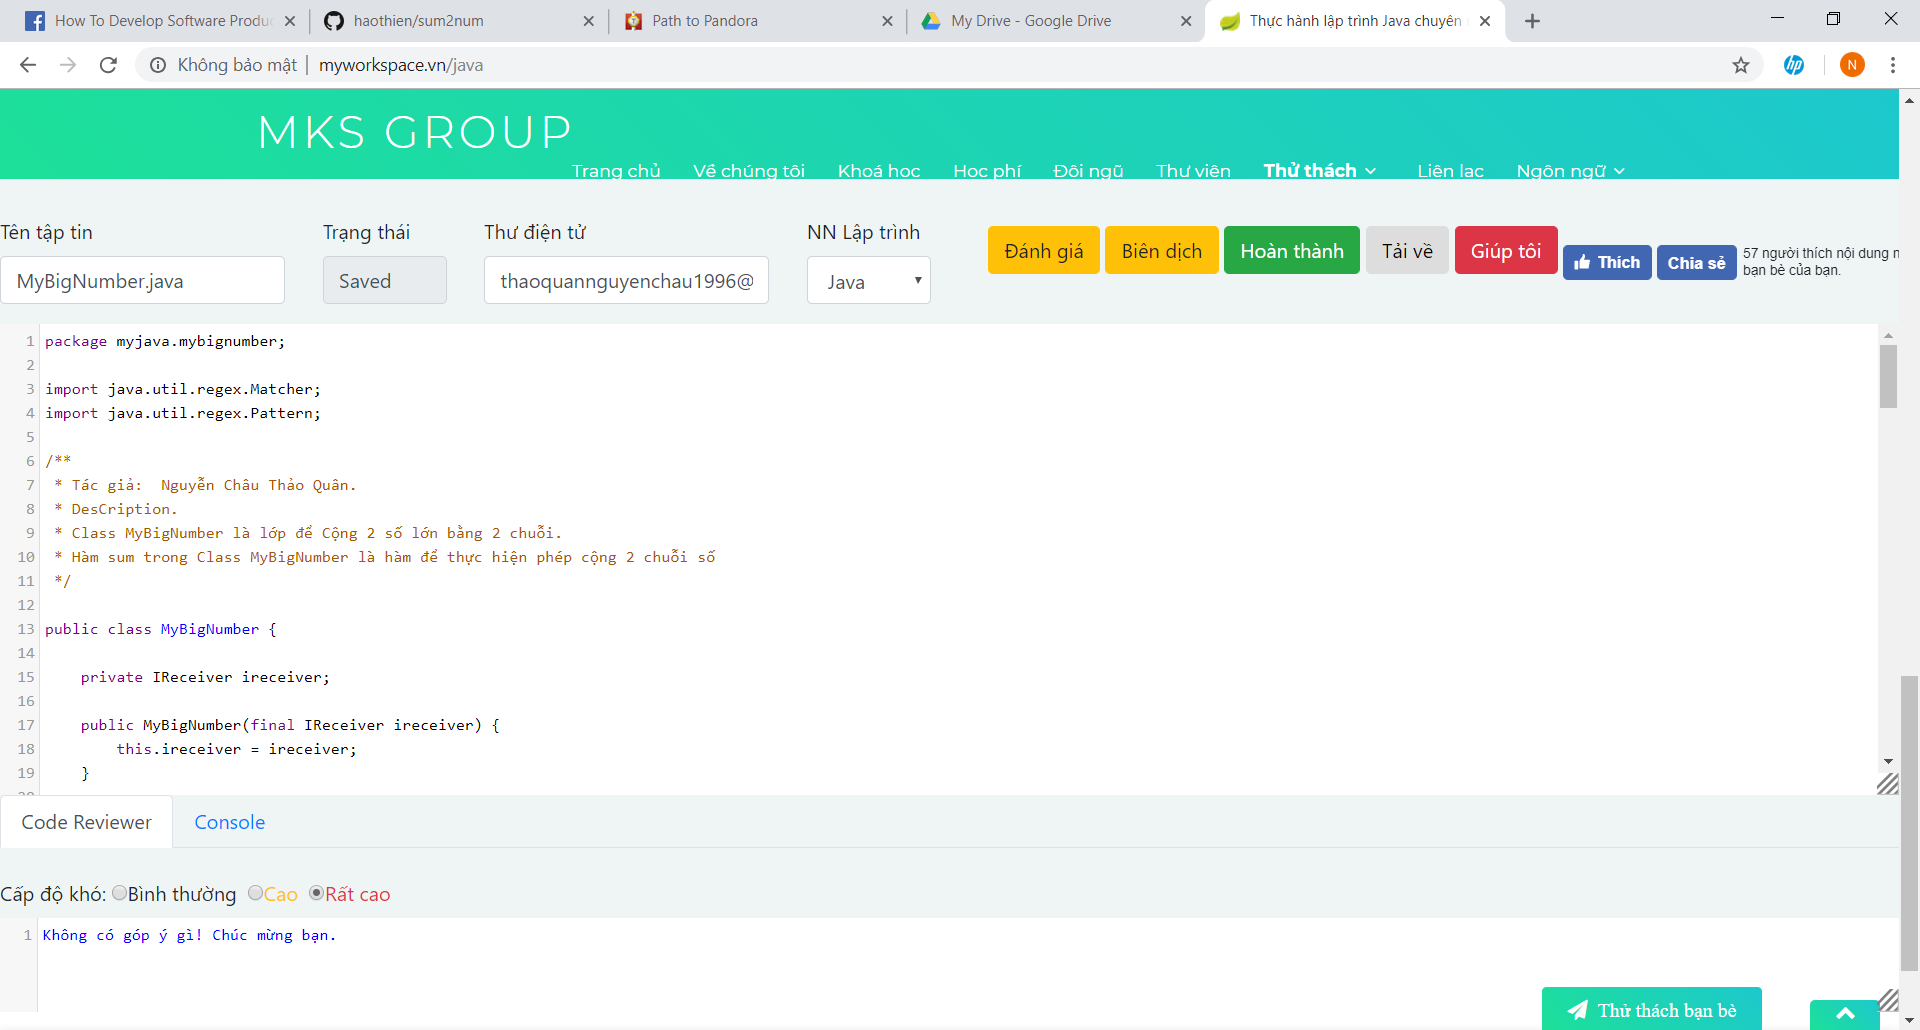 How To Develop Software Produc
haothien/sum2num
Path to Pandora
My Drive - Google Drive
Thực hành lập trình Java chuyên
Không bảo mật
myworkspace.vn/java
hp
N
MKS GROUP
Trang chủ
Về chúng tôi
Khoá học
Học phí
Đội ngũ
Thư viện
Thử thách
Liên lạc
Ngôn ngữ
Tên tập tin
Trạng thái
Thư điện tử
NN Lập trình
MyBigNumber.java
Saved
thaoquannguyenchau1996@
Java
Đánh giá
Biên dịch
Hoàn thành
Tải về
Giúp tôi
Thích
Chia sẻ
57 người thích nội dung n
bạn bè của bạn.
1 package myjava.mybignumber;
2
3 import java.util.regex.Matcher;
4 import java.util.regex.Pattern;
5
6 /**
7 * Tác giả:  Nguyễn Châu Thảo Quân.
8 * DesCription.
9 * Class MyBigNumber là lớp để Cộng 2 số lớn bằng 2 chuỗi.
10 * Hàm sum trong Class MyBigNumber là hàm để thực hiện phép cộng 2 chuỗi số
11 */
12
13 public class MyBigNumber {
14
15     private IReceiver ireceiver;
16
17     public MyBigNumber(final IReceiver ireceiver) {
18         this.ireceiver = ireceiver;
19     }
20
Code Reviewer
Console
Cấp độ khó: Bình thường Cao Rất cao
1 Không có góp ý gì! Chúc mừng bạn.
Thử thách bạn bè